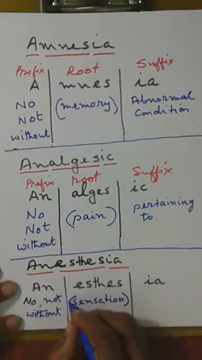 Amnesia
Prefix Root Suffix
A mnes ia
No (memory) Abnormal
Not Condition
without
Analgesic
Prefix root Suffix
An alges ic
No (pain) pertaining
Not to
without
Anesthesia
An esthes ia
No, not (sensation)
without